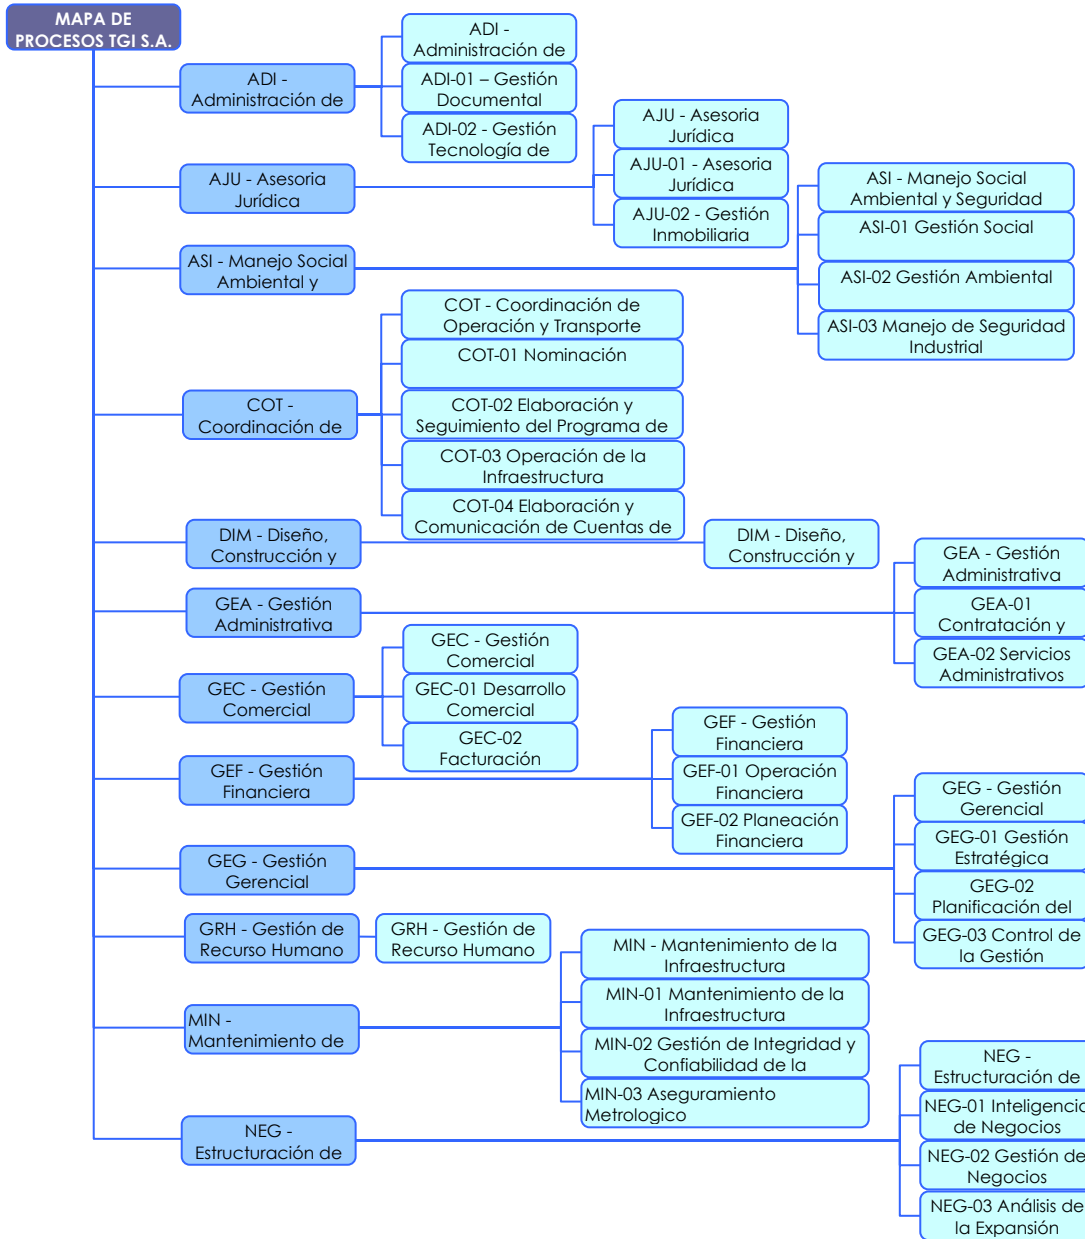 MAPA DE
PROCESOS TGI S.A.
ADI -
Administración de
ADI -
Administración de
ADI-01 – Gestión
Documental
ADI-02 - Gestión
Tecnología de
AJU - Asesoria
Jurídica
AJU - Asesoria
Jurídica
AJU-01 - Asesoria
Jurídica
AJU-02 - Gestión
Inmobiliaria
ASI - Manejo Social
Ambiental y
ASI - Manejo Social
Ambiental y Seguridad
ASI-01 Gestión Social
ASI-02 Gestión Ambiental
ASI-03 Manejo de Seguridad
Industrial
COT -
Coordinación de
COT - Coordinación de
Operación y Transporte
COT-01 Nominación
COT-02 Elaboración y
Seguimiento del Programa de
COT-03 Operación de la
Infraestructura
COT-04 Elaboración y
Comunicación de Cuentas de
DIM - Diseño,
Construcción y
DIM - Diseño,
Construcción y
GEA - Gestión
Administrativa
GEA - Gestión
Administrativa
GEA-01
Contratación y
GEA-02 Servicios
Administrativos
GEC - Gestión
Comercial
GEC - Gestión
Comercial
GEC-01 Desarrollo
Comercial
GEC-02
Facturación
GEF - Gestión
Financiera
GEF - Gestión
Financiera
GEF-01 Operación
Financiera
GEF-02 Planeación
Financiera
GEG - Gestión
Gerencial
GEG - Gestión
Gerencial
GEG-01 Gestión
Estratégica
GEG-02
Planificación del
GEG-03 Control de
la Gestión
GRH - Gestión de
Recurso Humano
GRH - Gestión de
Recurso Humano
MIN -
Mantenimiento de
MIN - Mantenimiento de la
Infraestructura
MIN-01 Mantenimiento de la
Infraestructura
MIN-02 Gestión de Integridad y
Confiabilidad de la
MIN-03 Aseguramiento
Metrologico
NEG -
Estructuración de
NEG -
Estructuración de
NEG-01 Inteligencia
de Negocios
NEG-02 Gestión de
Negocios
NEG-03 Análisis de
la Expansión